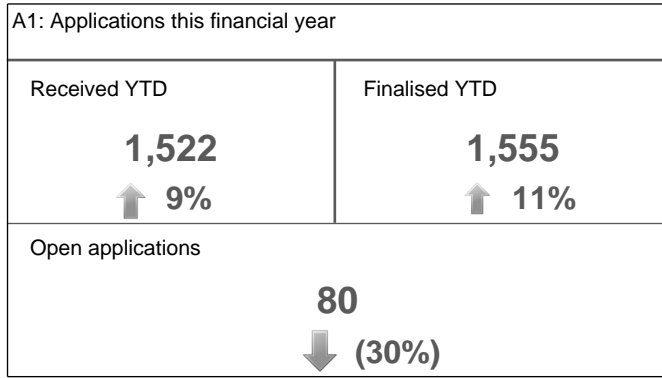 A1: Applications this financial year
Received YTD
1,522
9%
Finalised YTD
1,555
11%
Open applications
80
(30%)